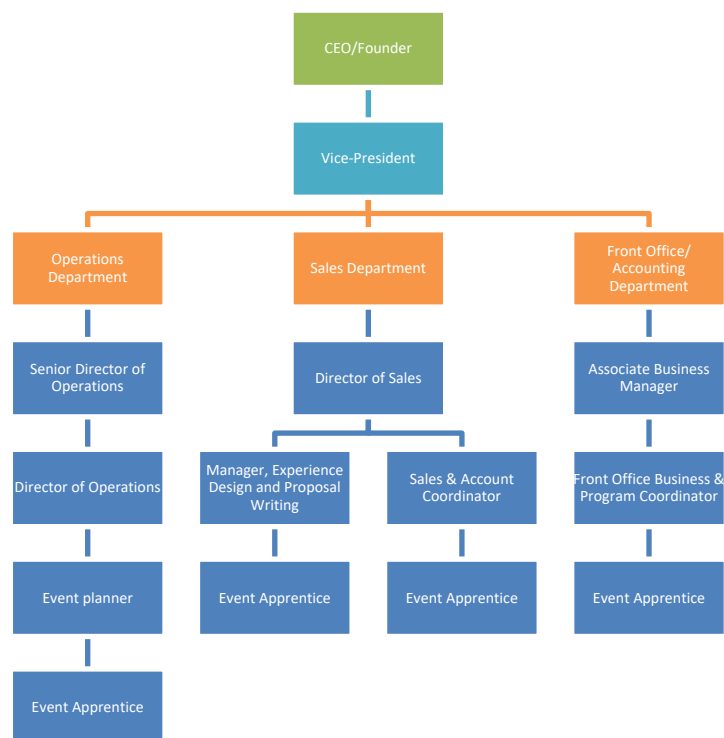 CEO/Founder
Vice-President
Operations
Department
Sales Department
Front Office/
Accounting
Department
Senior Director of
Operations
Director of Sales
Associate Business
Manager
Director of Operations
Manager, Experience
Design and Proposal
Writing
Sales & Account
Coordinator
Front Office Business &
Program Coordinator
Event planner
Event Apprentice
Event Apprentice
Event Apprentice
Event Apprentice